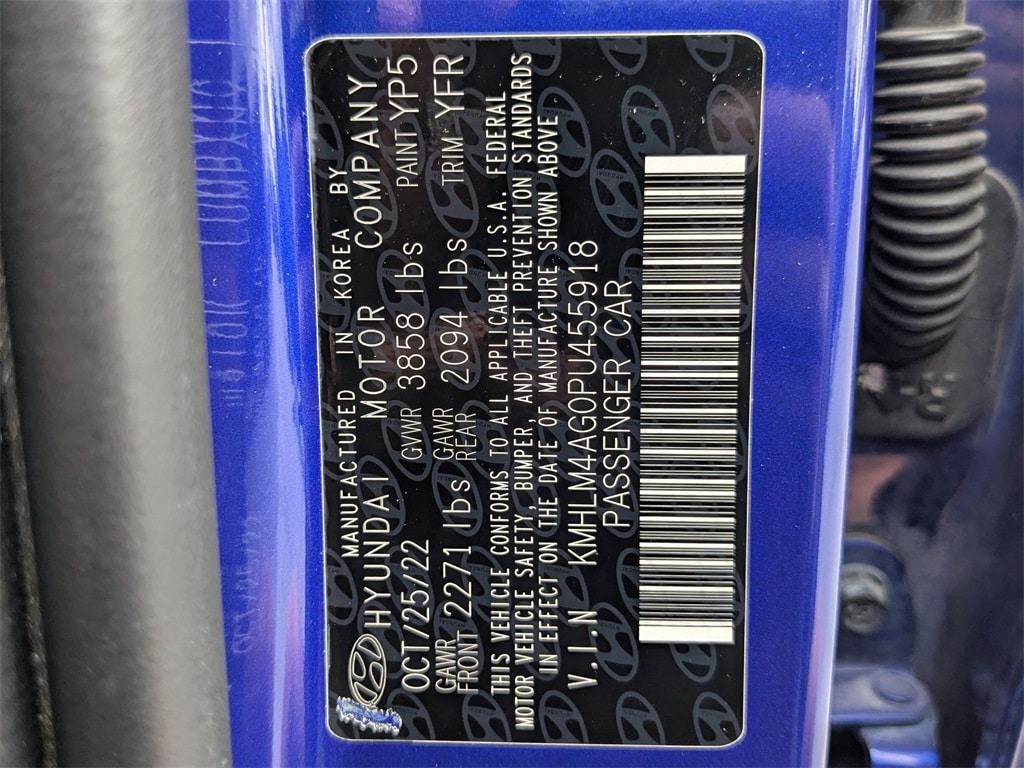 MANUFACTURED IN KOREA BY
HYUNDAI MOTOR COMPANY
OCT/25/22 GVWR 3858 lbs PAINT YP5
GAWR FRONT 2271 lbs GAWR REAR 2094 lbs TRIM YFR
THIS VEHICLE CONFORMS TO ALL APPLICABLE U.S.A. FEDERAL
MOTOR VEHICLE SAFETY, BUMPER, AND THEFT PREVENTION STANDARDS
IN EFFECT ON THE DATE OF MANUFACTURE SHOWN ABOVE
V.I.N KMHLM4AG0PU455918
PASSENGER CAR